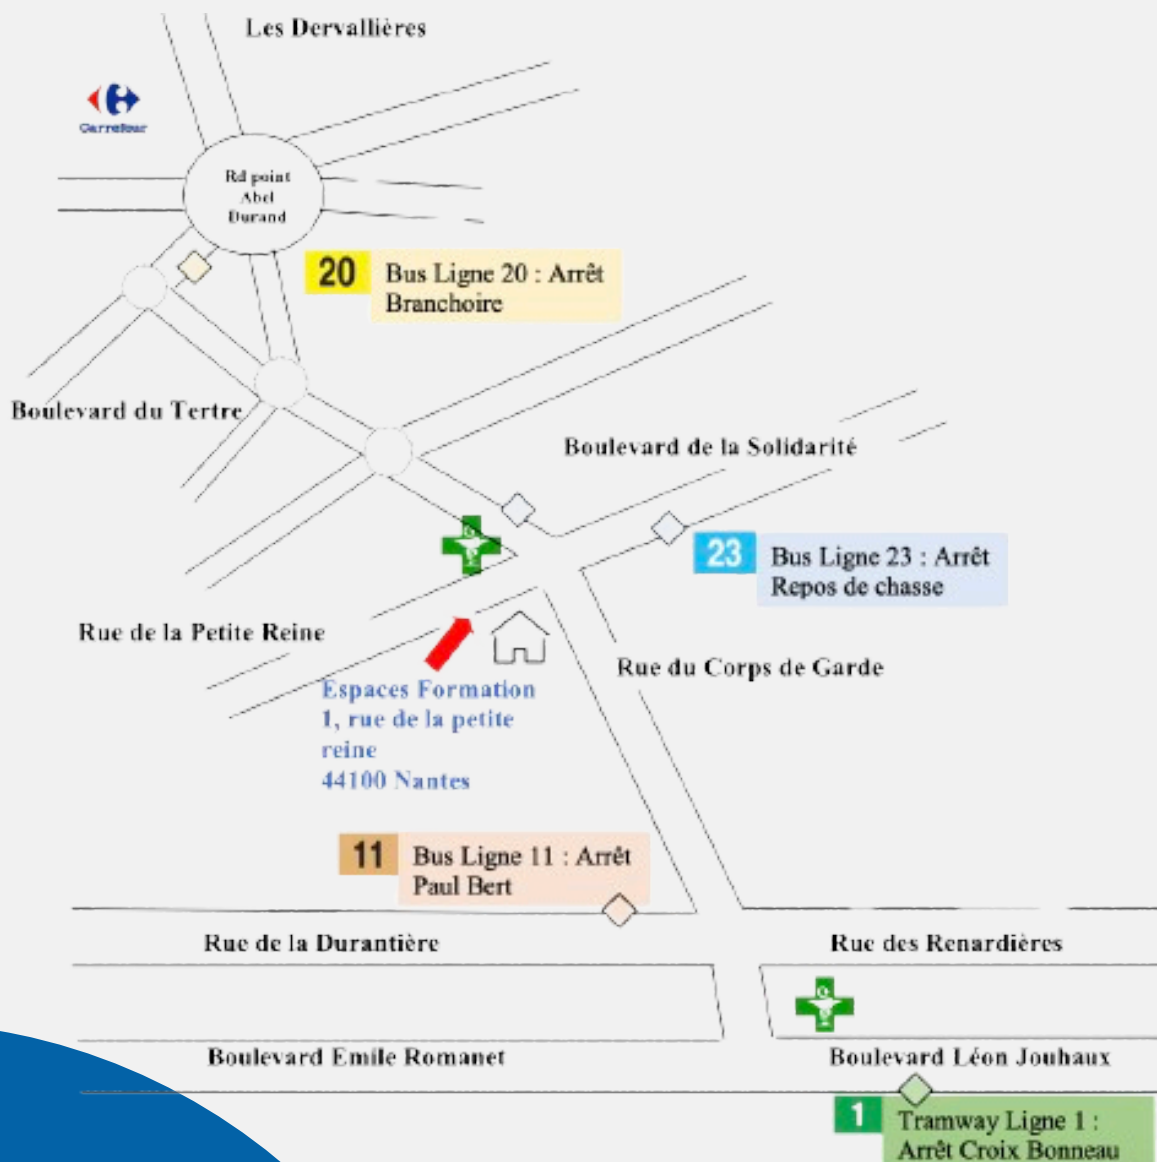 Les Dervallières
Carrefour
Rd point
Abel
Durand
20
Bus Ligne 20 : Arrêt
Branchoire
Boulevard du Tertre
Boulevard de la Solidarité
23
Bus Ligne 23 : Arrêt
Repos de chasse
Rue de la Petite Reine
Rue du Corps de Garde
Espaces Formation
1, rue de la petite
reine
44100 Nantes
11
Bus Ligne 11 : Arrêt
Paul Bert
Rue de la Durantière
Rue des Renardières
Boulevard Emile Romanet
Boulevard Léon Jouhaux
1
Tramway Ligne 1 :
Arrêt Croix Bonneau